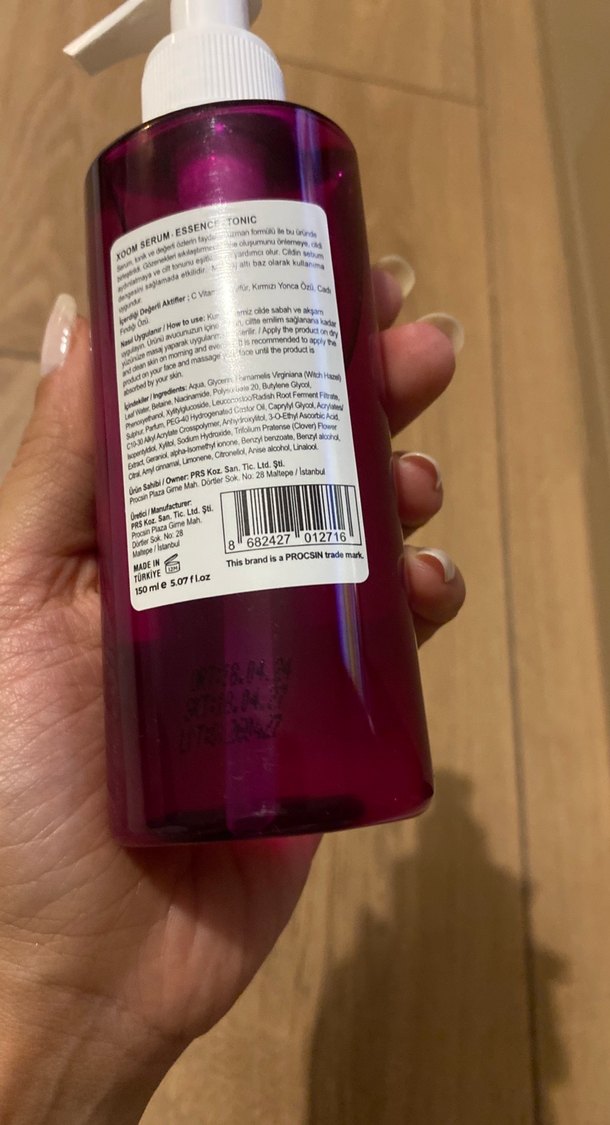 XOOM SERUM · ESSENCE · TONIC
Serum, tonik ve değerli özlerin uzman formülü ile bu üründe
birleştirildi. Gözenekleri oluşumunu önlemeye, cildi
aydınlatmaya ve cilt tonunu yardımcı olur. Cildin sebum
dengesini sağlamada etkilidir. altı baz olarak kullanıma
uygundur.
İçerdiği Değerli Aktifler ; C Kırmızı Yonca Özü, Cadı
Fındığı Özü.
Nasıl Uygulanır / How to use: temiz cilde sabah ve akşam
uygulayın. Ürünü avucunuzun ciltte emilim sağlanana kadar
yüzünüze masaj yaparak / Apply the product on dry
and clean skin on morning and It is recommended to apply the
product on your face and massage face until the product is
absorbed by your skin.
İçindekiler / Ingredients: Aqua, Glycerin, Hamamelis Virginiana (Witch Hazel)
Leaf Water, Betaine, Niacinamide, Polysorbate 20, Butylene Glycol,
Phenoxyethanol, Xylitylglucoside, Leuconostoc/Radish Root Ferment Filtrate,
Sulphur, Parfum, PEG-40 Hydrogenated Castor Oil, Caprylyl Glycol, Acrylates/
C10-30 Alkyl Acrylate Crosspolymer, Anhydroxylitol, 3-O-Ethyl Ascorbic Acid,
Isopentyldiol, Xylitol, Sodium Hydroxide, Trifolium Pratense (Clover) Flower
Extract, Geraniol, alpha-Isomethyl ionone, Benzyl benzoate, Benzyl alcohol,
Citral, Amyl cinnamal, Limonene, Citronellol, Anise alcohol, Linalool.
Ürün Sahibi / Owner: PRS Koz. San. Tic. Ltd. Şti.
Procsin Plaza Girne Mah. Dörtler Sok. No: 28 Maltepe / İstanbul
Üretici / Manufacturer:
PRS Koz. San. Tic. Ltd. Şti.
Procsin Plaza Girne Mah.
Dörtler Sok. No: 28
Maltepe / İstanbul
8 682427 012716
MADE IN
TÜRKİYE
12M
This brand is a PROCSIN trade mark.
150 ml e 5.07 fl.oz